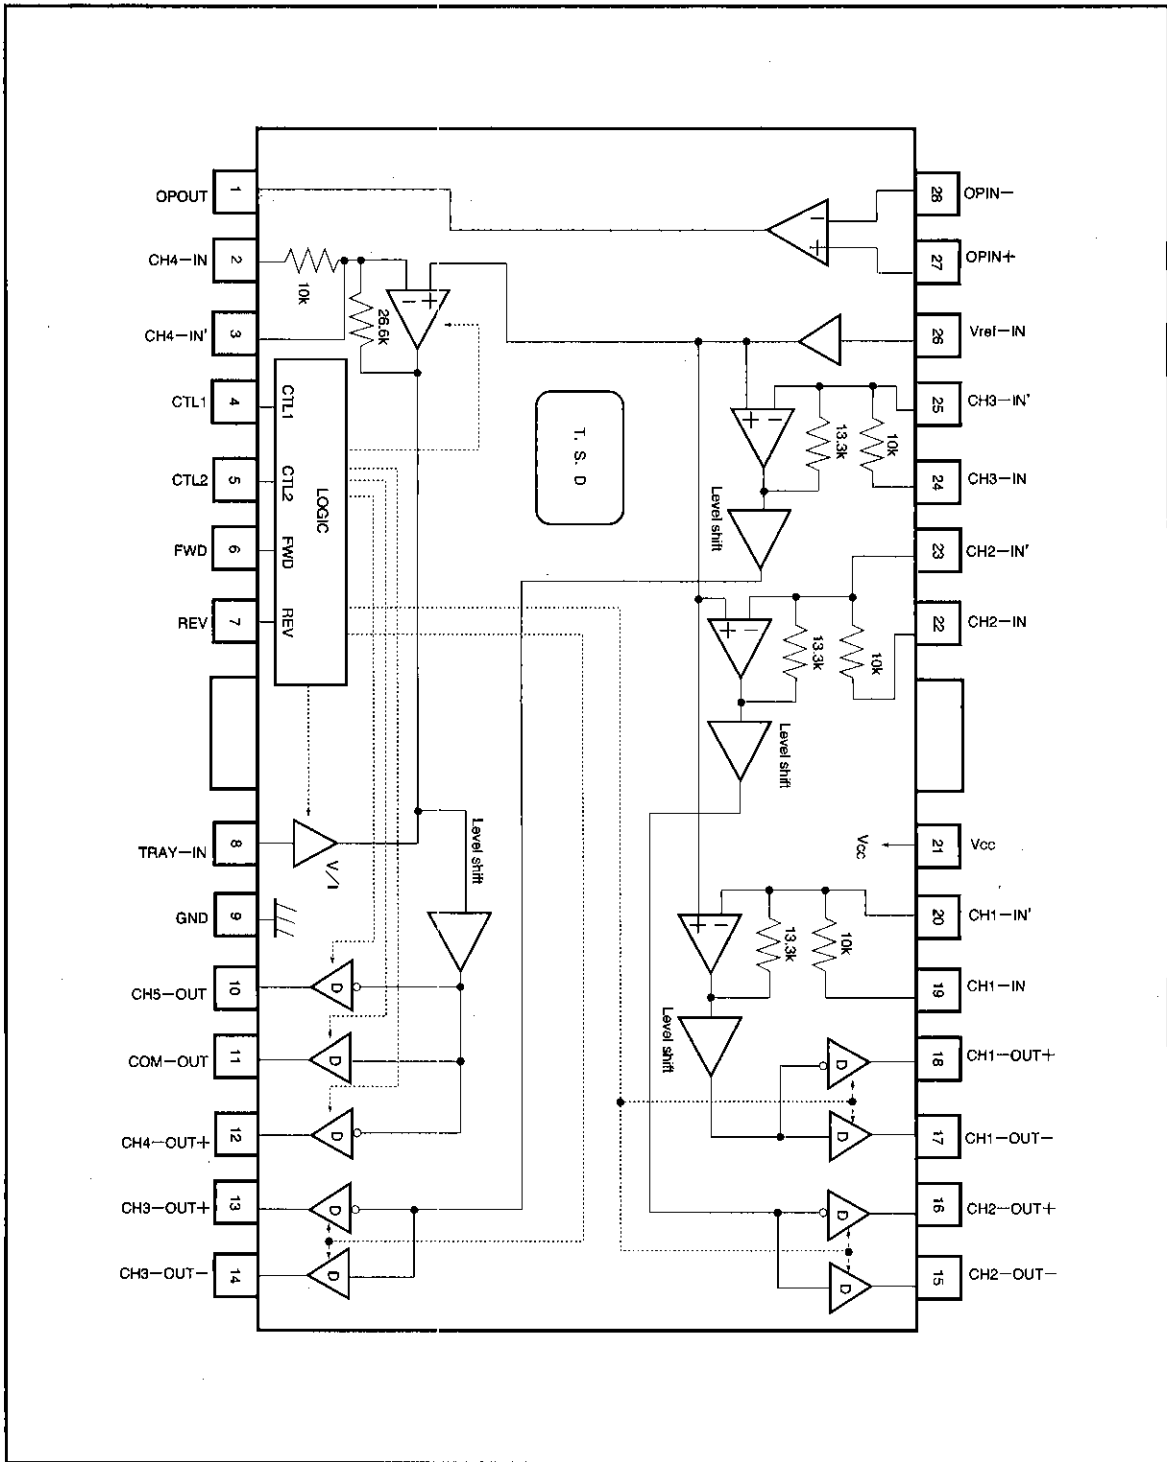 OPOUT 1
CH4-IN 2
CH4-IN' 3
CTL1 4
CTL2 5
FWD 6
REV 7
TRAY-IN 8
GND 9
CH5-OUT 10
COM-OUT 11
CH4-OUT+ 12
CH3-OUT+ 13
CH3-OUT- 14
28 OPIN-
27 OPIN+
26 Vref-IN
25 CH3-IN'
24 CH3-IN
23 CH2-IN'
22 CH2-IN
21 Vcc
20 CH1-IN'
19 CH1-IN
18 CH1-OUT+
17 CH1-OUT-
16 CH2-OUT+
15 CH2-OUT-
− +
10k
26.6k
− +
CTL1 CTL2 FWD REV
LOGIC
T. S. D
+ −
13.3k
10k
Level shift
+ −
13.3k
10k
Level shift
Vcc
V/I
Level shift
+ −
13.3k
10k
Level shift
D
D
D
D
D
D
D
D
D